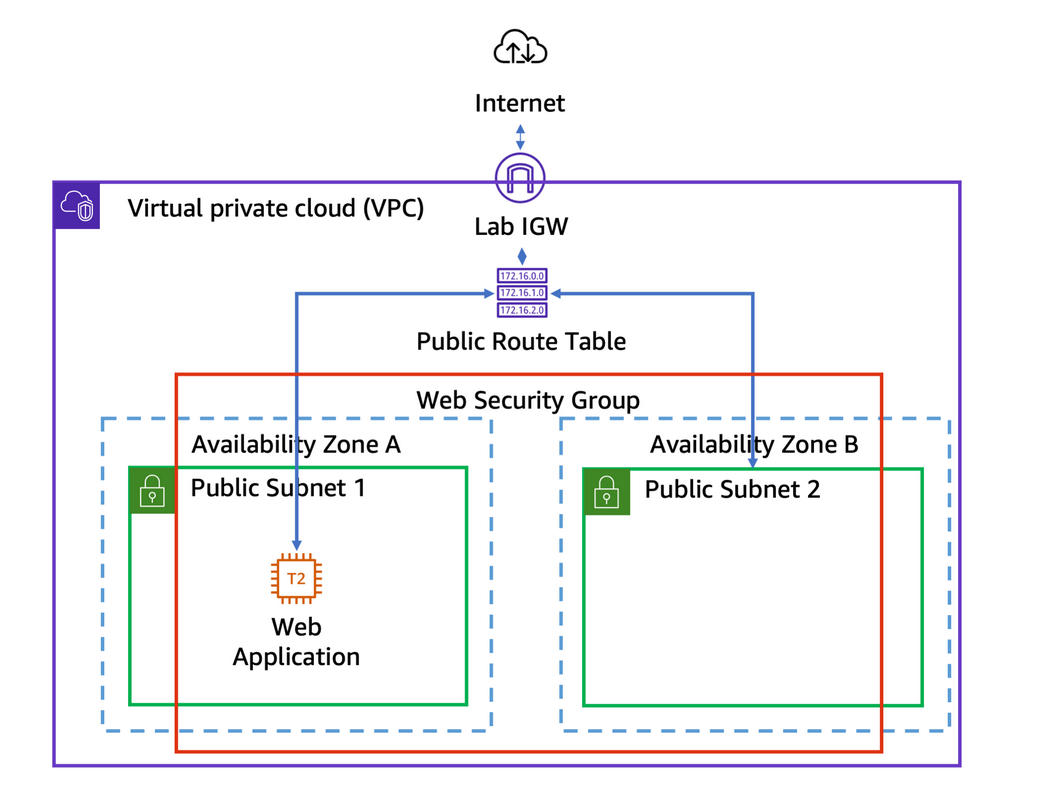 Internet
Virtual private cloud (VPC)
Lab IGW
172.16.0.0
172.16.1.0
172.16.2.0
Public Route Table
Web Security Group
Availability Zone A
Availability Zone B
Public Subnet 1
Public Subnet 2
T2
Web
Application